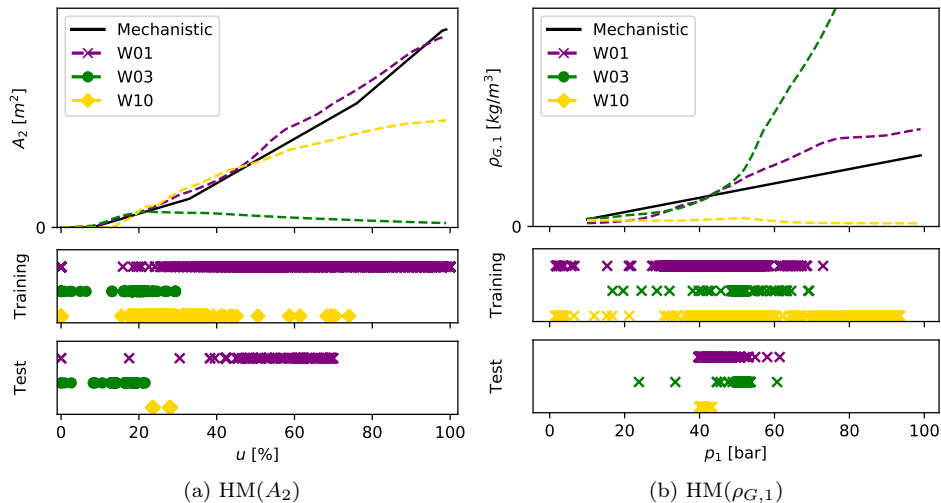 Mechanistic
W01
W03
W10
A₂ [m²]
0
Training
Test
0 20 40 60 80 100
u [%]
(a) HM(A₂)
Mechanistic
W01
W03
W10
ρG,1 [kg/m³]
0
Training
Test
0 20 40 60 80 100
p₁ [bar]
(b) HM(ρG,1)